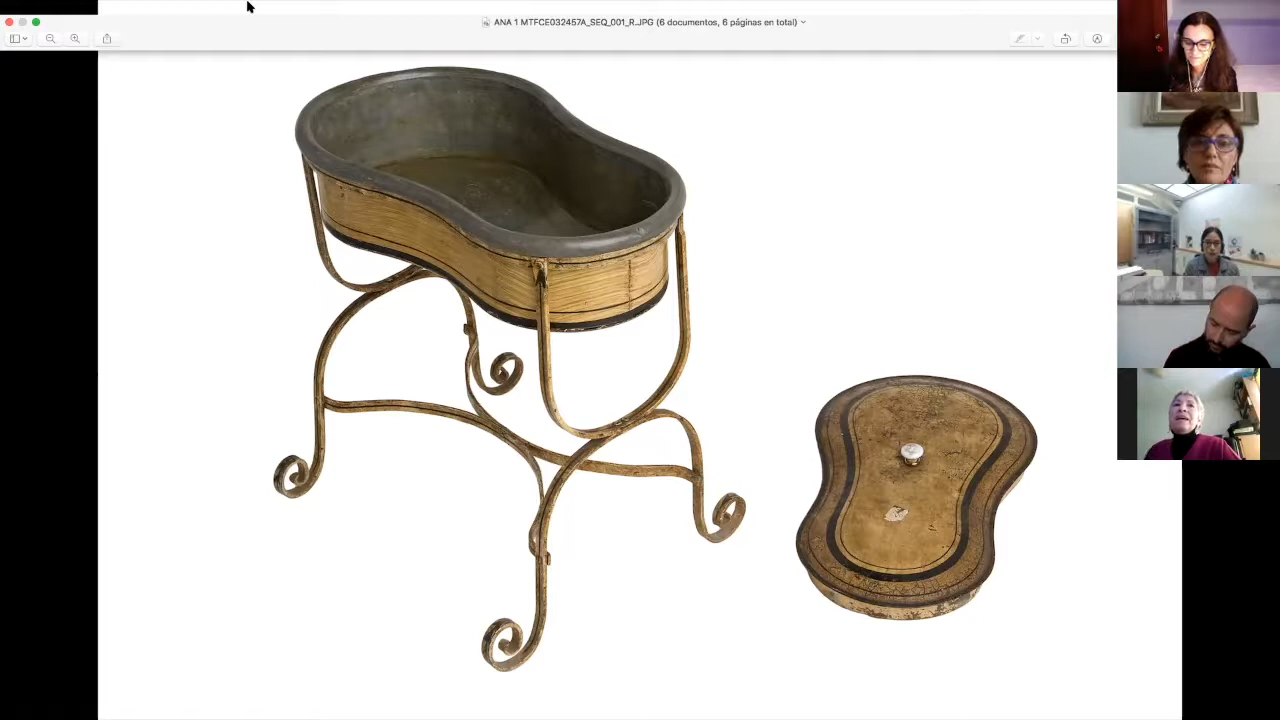 ANA 1 MTFCE032457A_SEQ_001_R.JPG (6 documentos, 6 páginas en total)